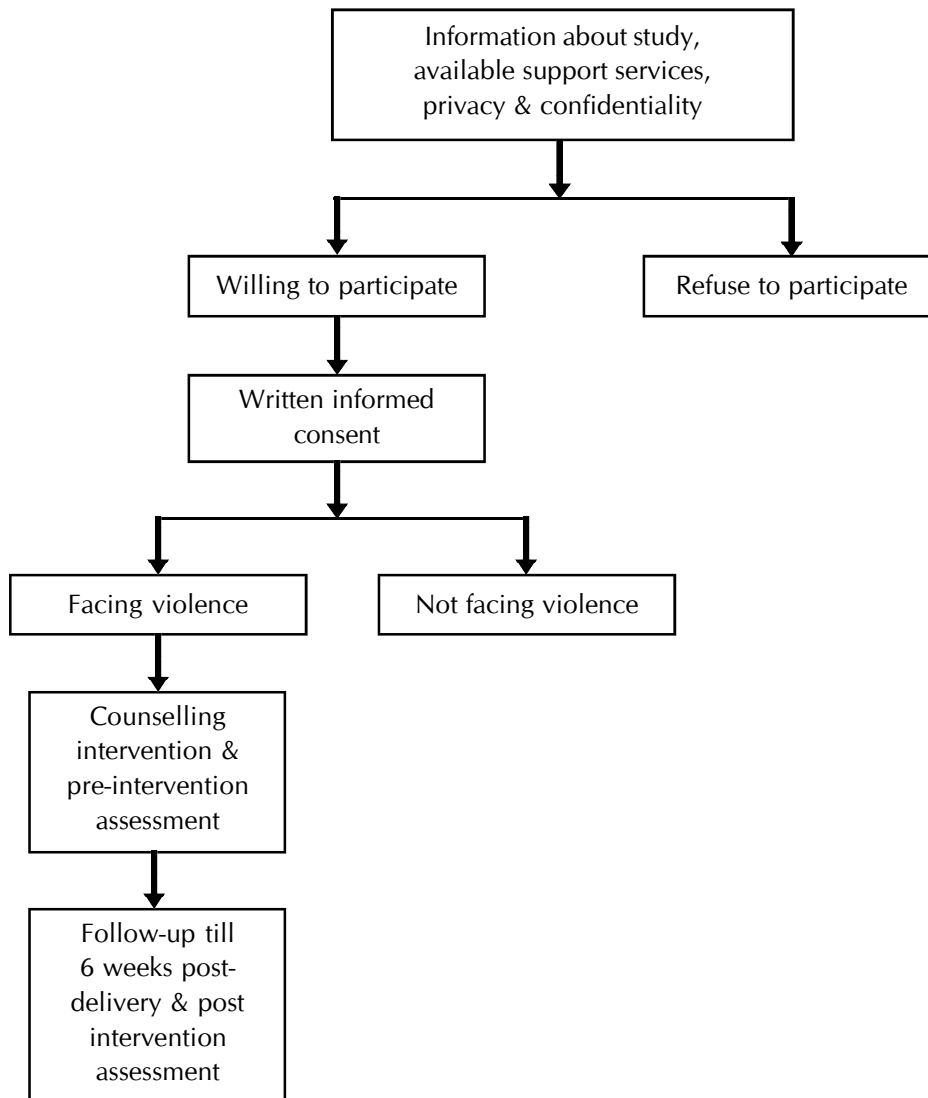 Information about study,
available support services,
privacy & confidentiality
Willing to participate
Refuse to participate
Written informed
consent
Facing violence
Not facing violence
Counselling
intervention &
pre-intervention
assessment
Follow-up till
6 weeks post-
delivery & post
intervention
assessment